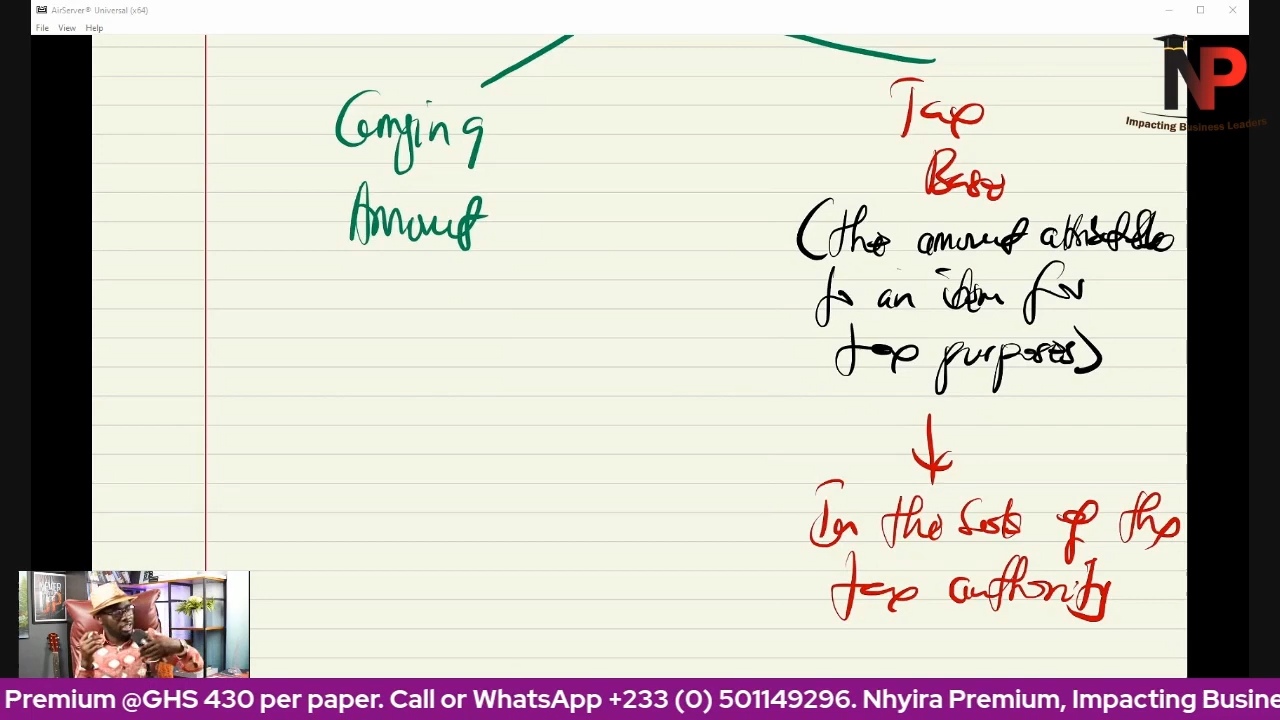 AirServer® Universal (x64)
File View Help
Carrying
Amount
Tax
Base
(the amount attributable
to an item for
tax purposes)
In the books of the
tax authority
NP
Impacting Business Leaders
NEVER
Premium @GHS 430 per paper. Call or WhatsApp +233 (0) 501149296. Nhyira Premium, Impacting Busine